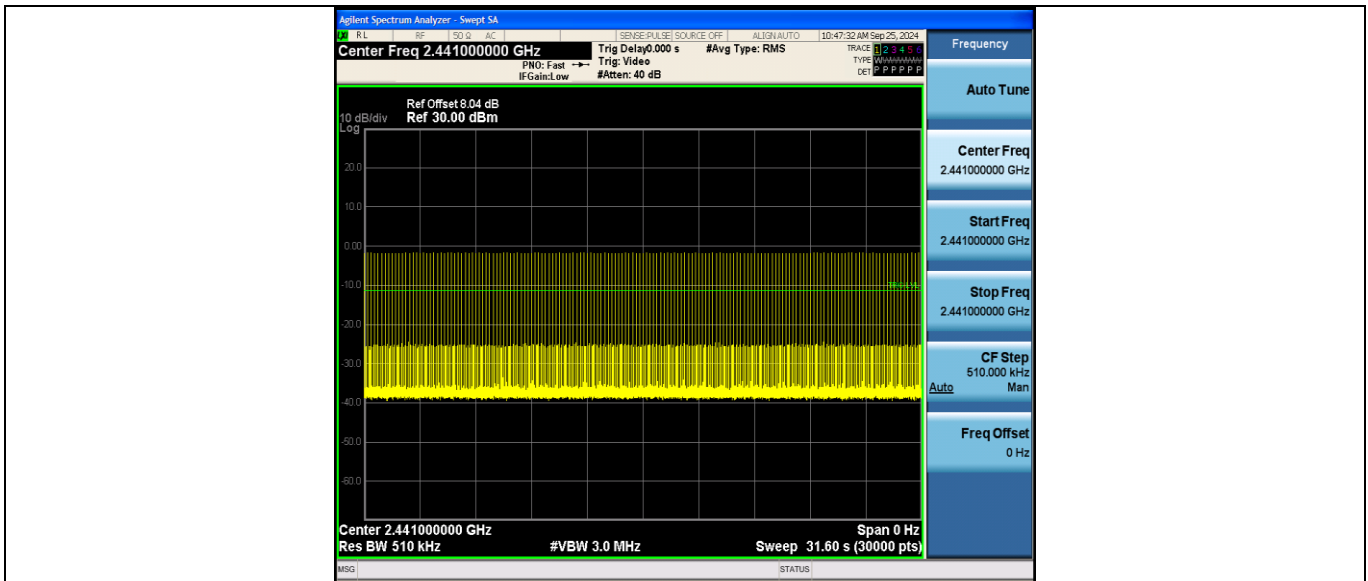 Agilent Spectrum Analyzer - Swept SA
LXI RL RF 50 Ω AC SENSE:PULSE SOURCE OFF ALIGN AUTO 10:47:32 AM Sep 25, 2024
Center Freq 2.441000000 GHz
PNO: Fast
IFGain:Low
Trig Delay0.000 s #Avg Type: RMS
Trig: Video
#Atten: 40 dB
TRACE 1 2 3 4 5 6
TYPE WWWWWW
DET P P P P P P
Ref Offset 8.04 dB
10 dB/div Ref 30.00 dBm
Log
20.0
10.0
0.00
-10.0
-20.0
-30.0
-40.0
-50.0
-60.0
TRIG LVL
Center 2.441000000 GHz Span 0 Hz
Res BW 510 kHz #VBW 3.0 MHz Sweep 31.60 s (30000 pts)
MSG STATUS
Frequency
Auto Tune
Center Freq
2.441000000 GHz
Start Freq
2.441000000 GHz
Stop Freq
2.441000000 GHz
CF Step
510.000 kHz
Auto Man
Freq Offset
0 Hz